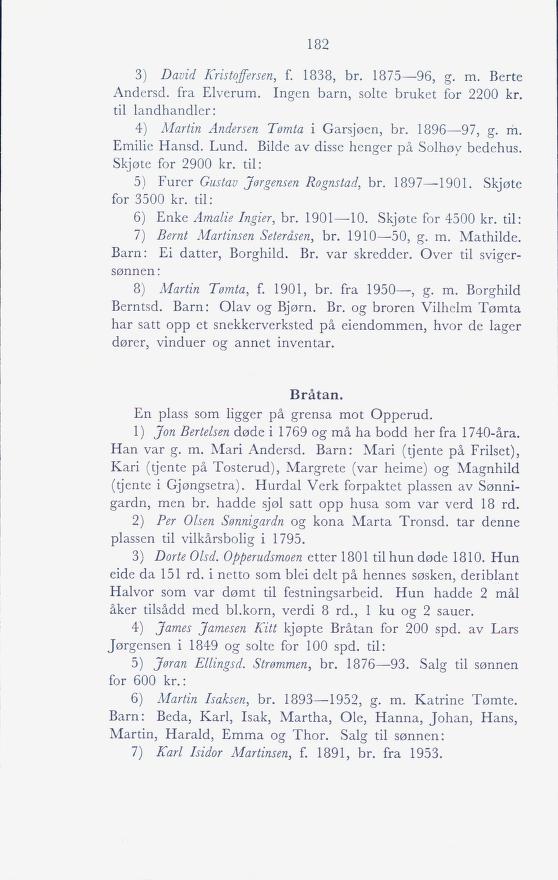 182
3) David Kristoffersen, f. 1838, br. 1875—96, g. m. Berte
Andersd. fra Elverum. Ingen barn, solte bruket for 2200 kr.
til landhandler:
4) Martin Andersen Tømta i Garsjøen, br. 1896—97, g. m.
Emilie Hansd. Lund. Bilde av disse henger på Solhøy bedehus.
Skjøte for 2900 kr. til:
5) Furer Gustav Jørgensen Rognstad, br. 1897—1901. Skjøte
for 3500 kr. til:
6) Enke Amalie Ingier, br. 1901—10. Skjøte for 4500 kr. til:
7) Bernt Martinsen Seteråsen, br. 1910—50, g. m. Mathilde.
Barn: Ei datter, Borghild. Br. var skredder. Over til sviger-
sønnen:
8) Martin Tømta, f. 1901, br. fra 1950—, g. m. Borghild
Berntsd. Barn: Olav og Bjørn. Br. og broren Vilhelm Tømta
har satt opp et snekkerverksted på eiendommen, hvor de lager
dører, vinduer og annet inventar.
Bråtan.
En plass som ligger på grensa mot Opperud.
1) Jon Bertelsen døde i 1769 og må ha bodd her fra 1740-åra.
Han var g. m. Mari Andersd. Barn: Mari (tjente på Frilset),
Kari (tjente på Tosterud), Margrete (var heime) og Magnhild
(tjente i Gjøngsetra). Hurdal Verk forpaktet plassen av Sønni-
gardn, men br. hadde sjøl satt opp husa som var verd 18 rd.
2) Per Olsen Sønnigardn og kona Marta Tronsd. tar denne
plassen til vilkårsbolig i 1795.
3) Dorte Olsd. Opperudsmoen etter 1801 til hun døde 1810. Hun
eide da 151 rd. i netto som blei delt på hennes søsken, deriblant
Halvor som var dømt til festningsarbeid. Hun hadde 2 mål
åker tilsådd med bl.korn, verdi 8 rd., 1 ku og 2 sauer.
4) James Jamesen Kitt kjøpte Bråtan for 200 spd. av Lars
Jørgensen i 1849 og solte for 100 spd. til:
5) Jøran Ellingsd. Strømmen, br. 1876—93. Salg til sønnen
for 600 kr.:
6) Martin Isaksen, br. 1893—1952, g. m. Katrine Tømte.
Barn: Beda, Karl, Isak, Martha, Ole, Hanna, Johan, Hans,
Martin, Harald, Emma og Thor. Salg til sønnen:
7) Karl Isidor Martinsen, f. 1891, br. fra 1953.